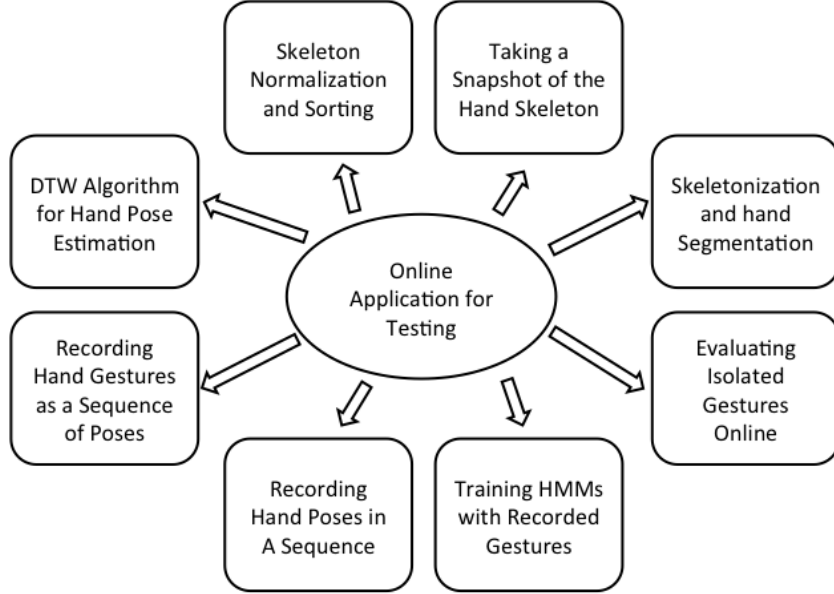 Skeleton
Normalization
and Sorting
Taking a
Snapshot of the
Hand Skeleton
DTW Algorithm
for Hand Pose
Estimation
Skeletonization
and hand
Segmentation
Online
Application for
Testing
Recording
Hand Gestures
as a Sequence
of Poses
Evaluating
Isolated
Gestures
Online
Recording
Hand Poses in
A Sequence
Training HMMs
with Recorded
Gestures